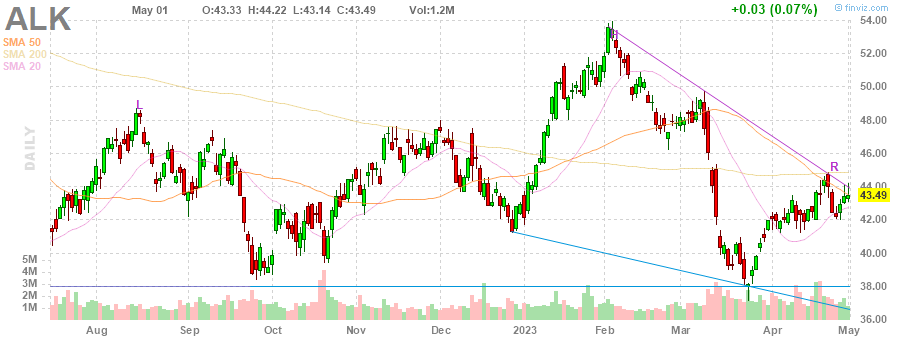 ALK May 01 O:43.33 H:44.22 L:43.14 C:43.49 Vol:1.2M +0.03 (0.07%) @ finviz.com
SMA 50
SMA 200
SMA 20
DAILY
L
R
54.00
52.00
50.00
48.00
46.00
44.00
43.49
42.00
40.00
38.00
36.00
5M
4M
3M
2M
1M
Aug Sep Oct Nov Dec 2023 Feb Mar Apr May